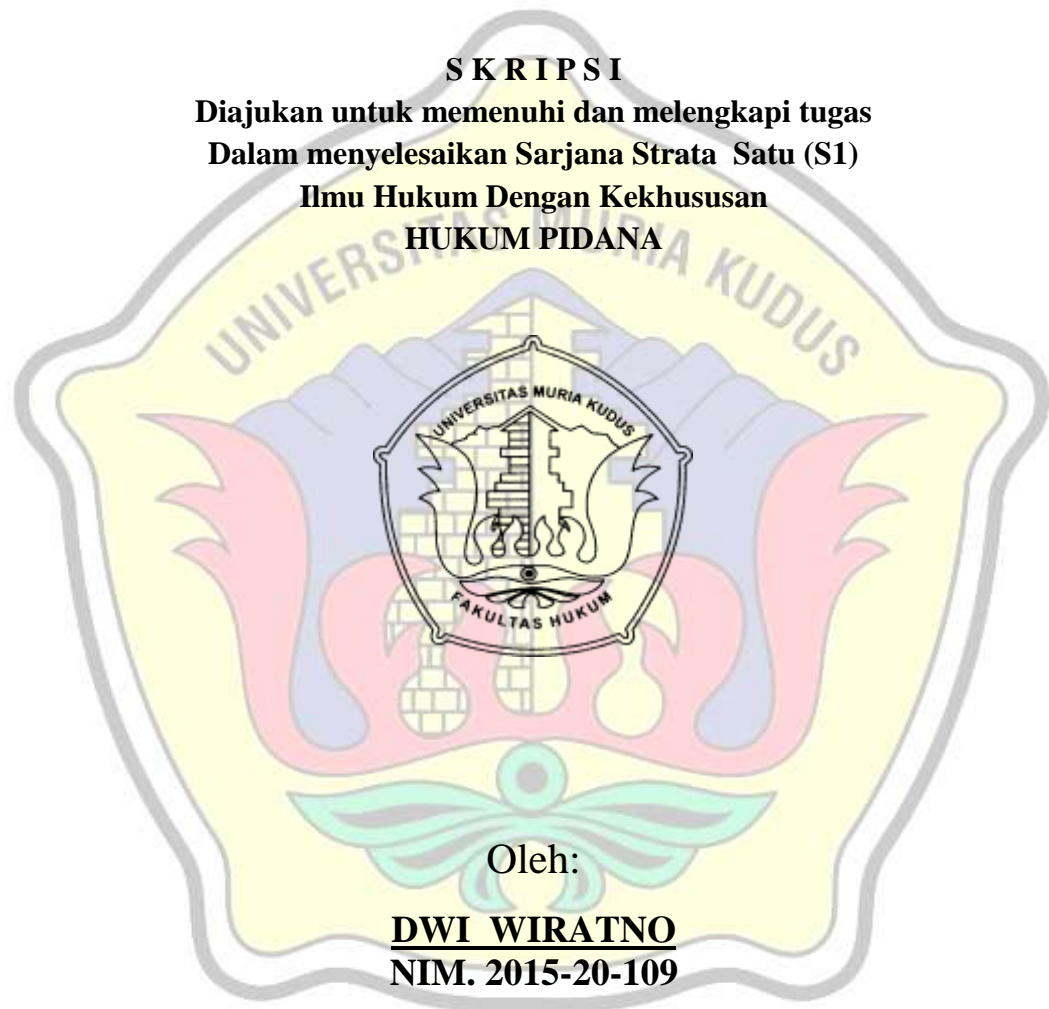 S K R I P S I
Diajukan untuk memenuhi dan melengkapi tugas
Dalam menyelesaikan Sarjana Strata Satu (S1)
Ilmu Hukum Dengan Kekhususan
HUKUM PIDANA
UNIVERSITAS MURIA KUDUS
UNIVERSITAS MURIA KUDUS
FAKULTAS HUKUM
Oleh:
DWI WIRATNO
NIM. 2015-20-109